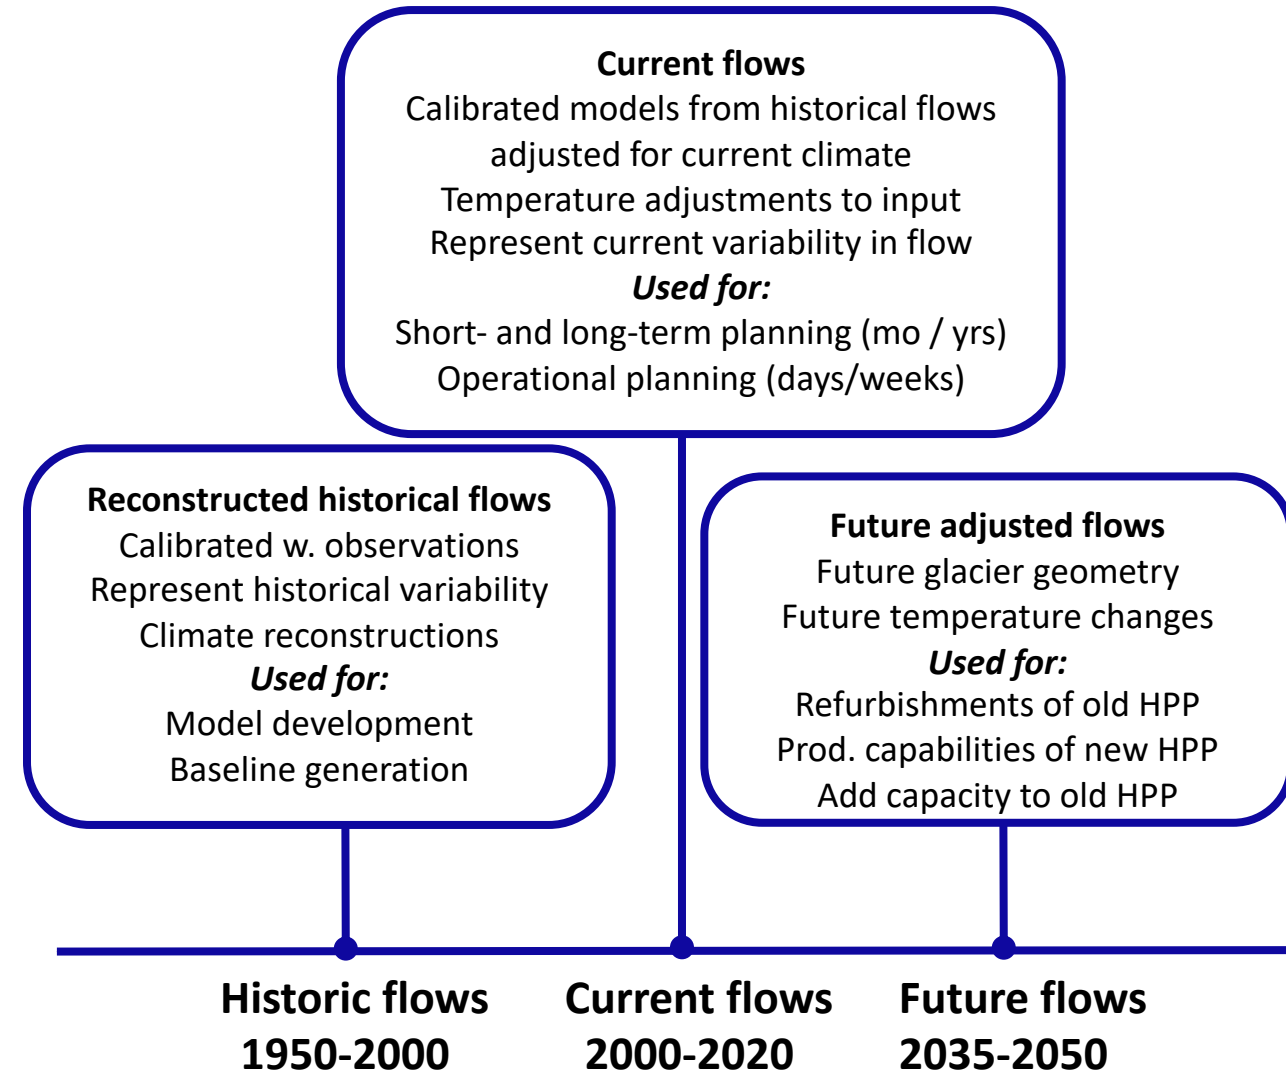 Current flows
Calibrated models from historical flows
adjusted for current climate
Temperature adjustments to input
Represent current variability in flow
Used for:
Short- and long-term planning (mo / yrs)
Operational planning (days/weeks)
Reconstructed historical flows
Calibrated w. observations
Represent historical variability
Climate reconstructions
Used for:
Model development
Baseline generation
Future adjusted flows
Future glacier geometry
Future temperature changes
Used for:
Refurbishments of old HPP
Prod. capabilities of new HPP
Add capacity to old HPP
Historic flows
1950-2000
Current flows
2000-2020
Future flows
2035-2050